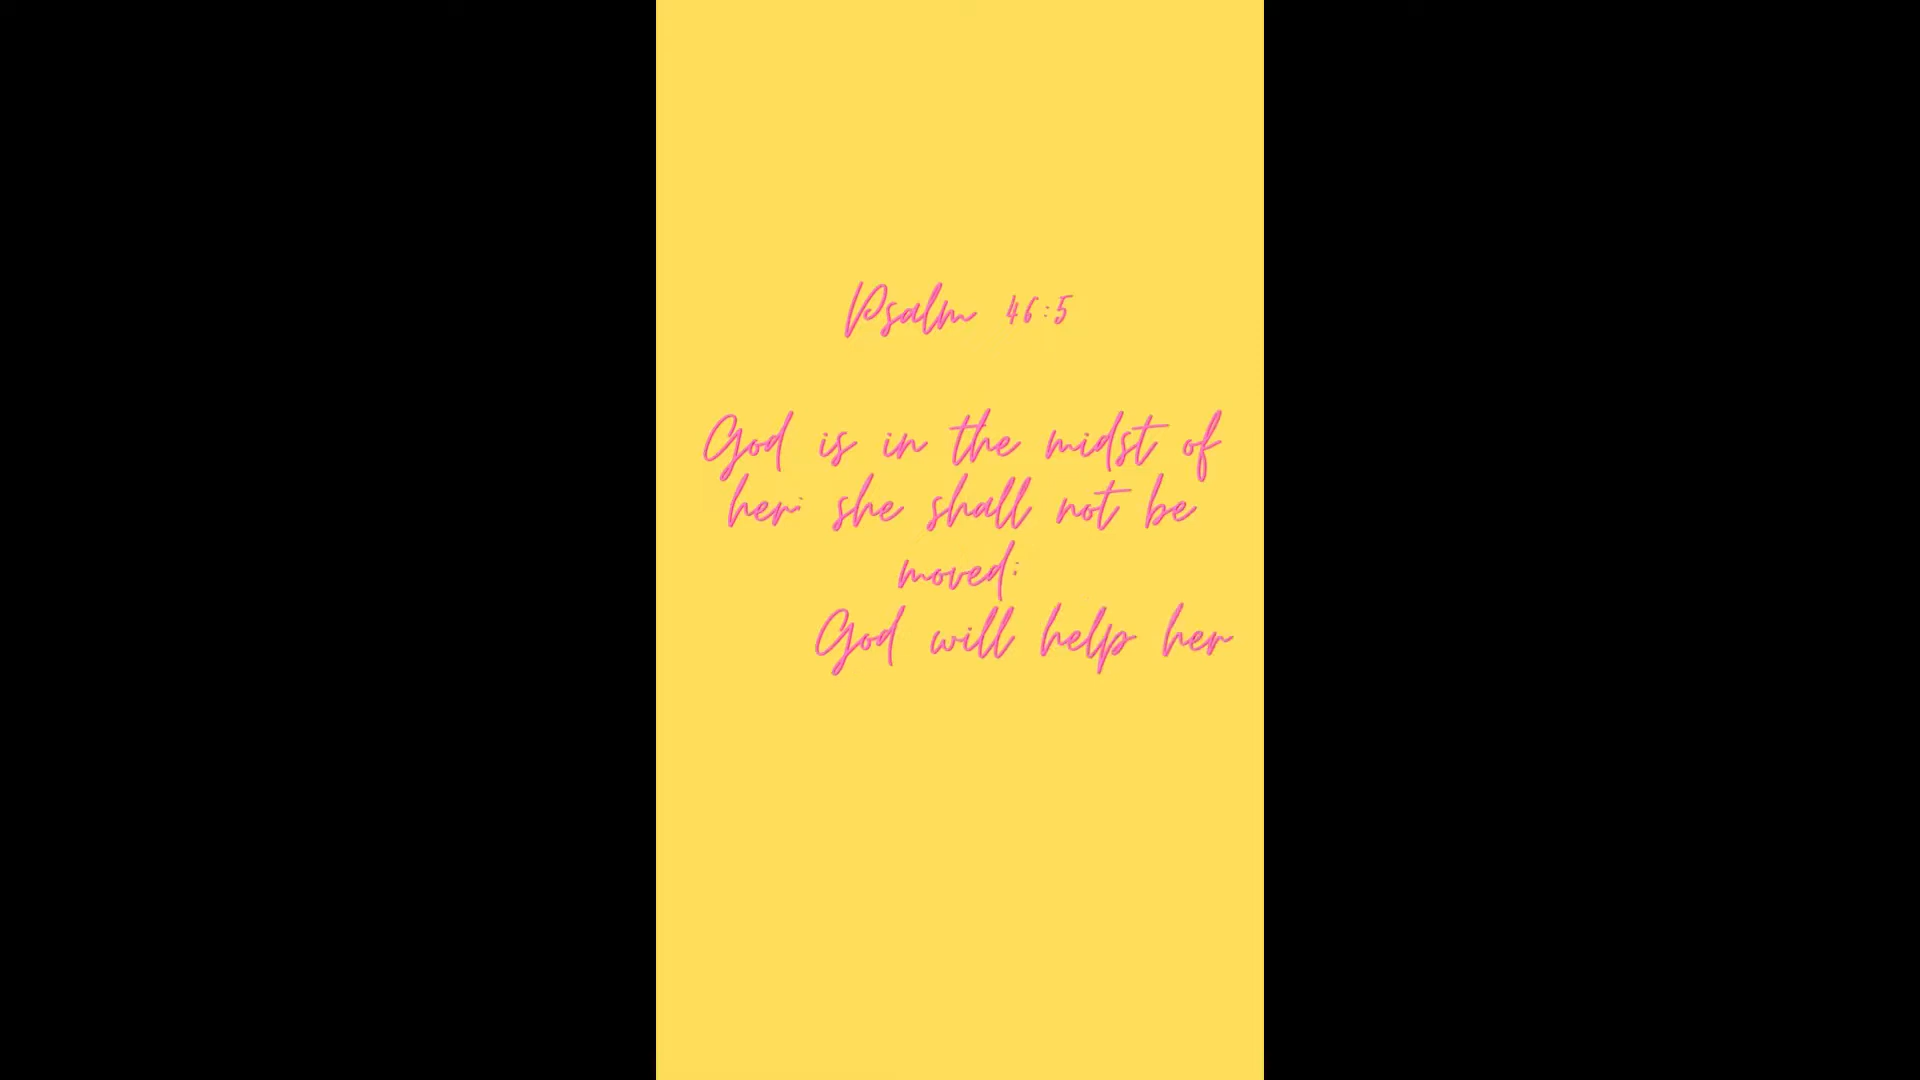 Psalm 46:5
God is in the midst of
her; she shall not be
moved:
God will help her